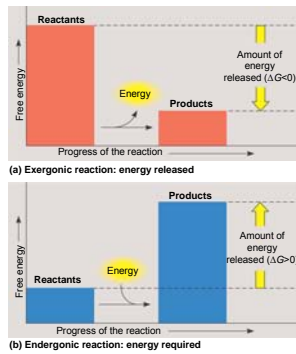 Reactants
Free energy
Energy
Products
Amount of
energy
released (ΔG<0)
Progress of the reaction
(a) Exergonic reaction: energy released
Products
Free energy
Reactants
Energy
Amount of
energy
released (ΔG>0)
Progress of the reaction
(b) Endergonic reaction: energy required